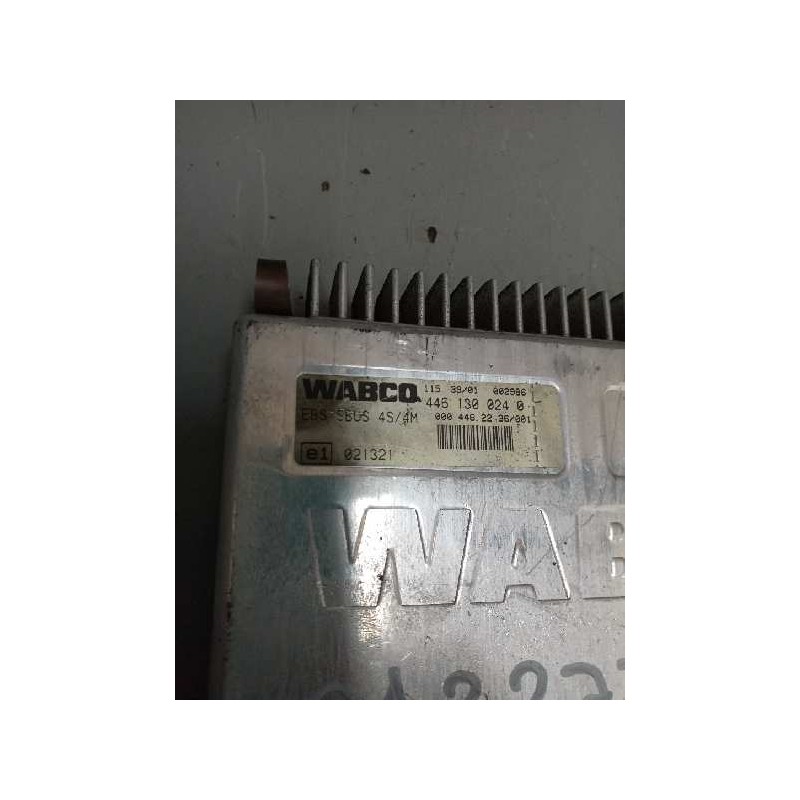 WABCO 115 39/01 002986
446 130 024 0
EBS-5BUS 4S/4M 000 446.22.36/001
e1 021321
WAB